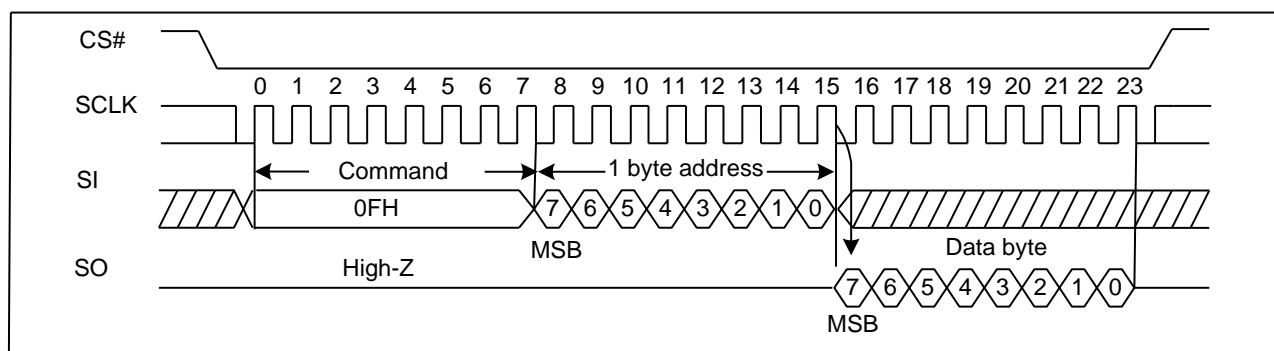 CS#
0 1 2 3 4 5 6 7 8 9 10 11 12 13 14 15 16 17 18 19 20 21 22 23
SCLK
Command 1 byte address
SI
0FH 7 6 5 4 3 2 1 0
MSB Data byte
SO High-Z
7 6 5 4 3 2 1 0
MSB